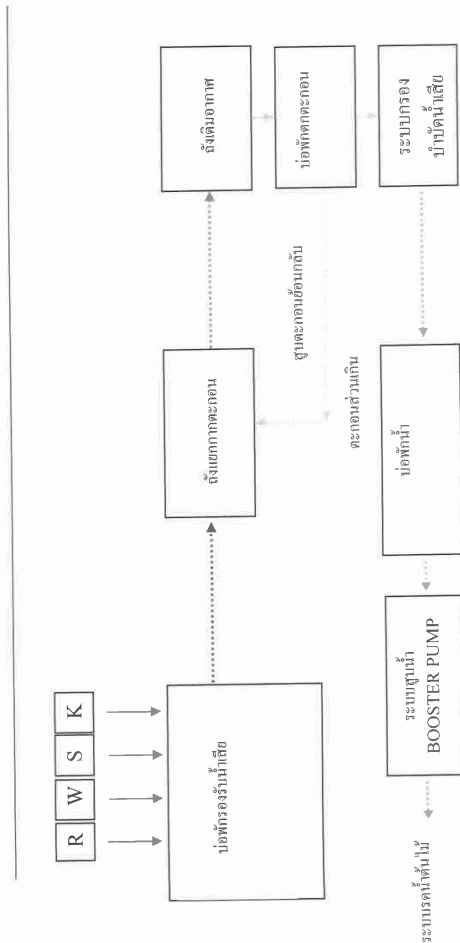 R
W
S
K
บ่อพักรองรับน้ำเสีย
ถังแยกกากตะกอน
ถังเติมอากาศ
บ่อพักตกตะกอน
ระบบกรอง
บำบัดน้ำเสีย
สูบตะกอนย้อนกลับ
ตะกอนส่วนเกิน
บ่อพักน้ำ
ระบบสูบน้ำ
BOOSTER PUMP
ระบบรดน้ำต้นไม้